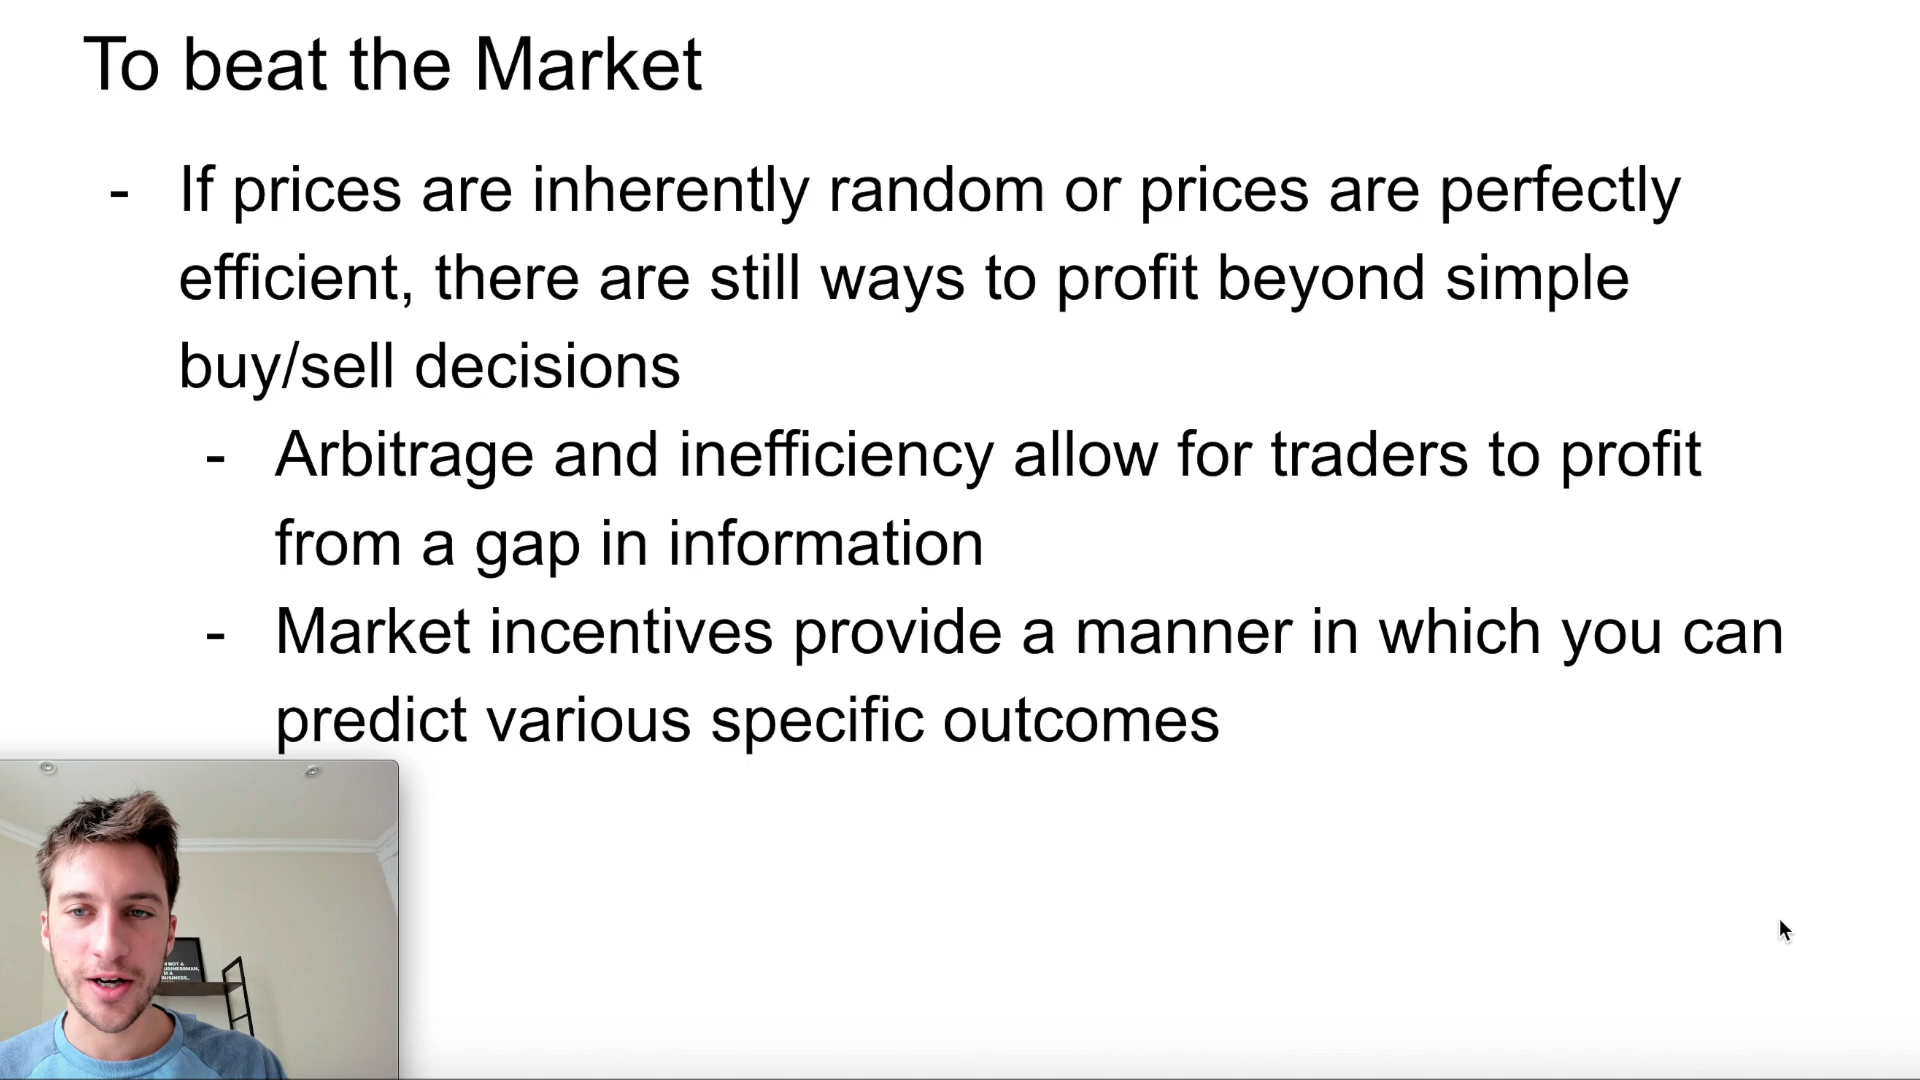 To beat the Market
- If prices are inherently random or prices are perfectly
efficient, there are still ways to profit beyond simple
buy/sell decisions
- Arbitrage and inefficiency allow for traders to profit
from a gap in information
- Market incentives provide a manner in which you can
predict various specific outcomes